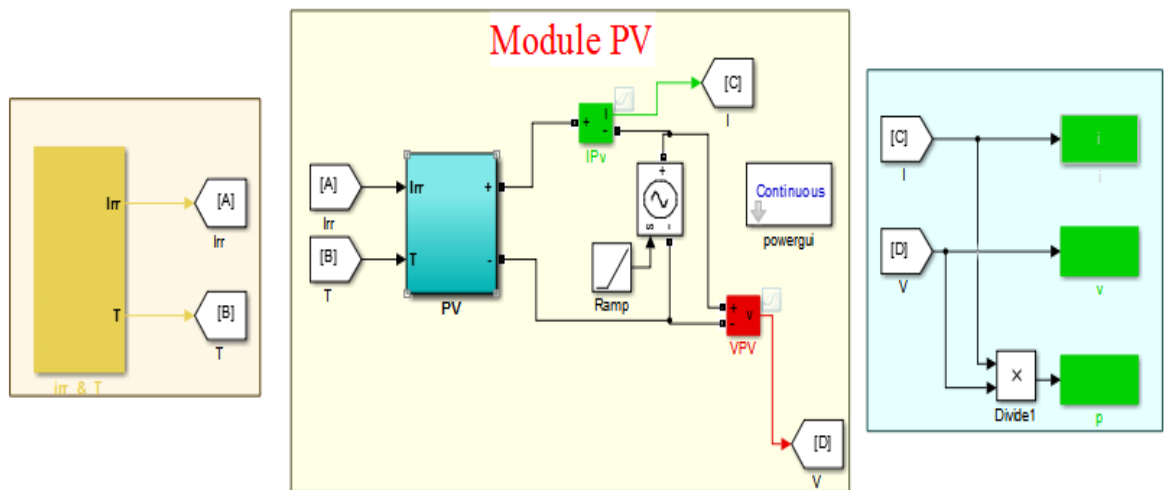 Module PV
Irr
T
irr & T
[A]
Irr
[B]
T
[A]
Irr
[B]
T
Irr
T
+
-
PV
+
I
-
IPv
[C]
I
+
s
-
Ramp
Continuous
powergui
+
v
-
VPV
[D]
V
[C]
I
[D]
V
i
i
v
×
Divide1
p